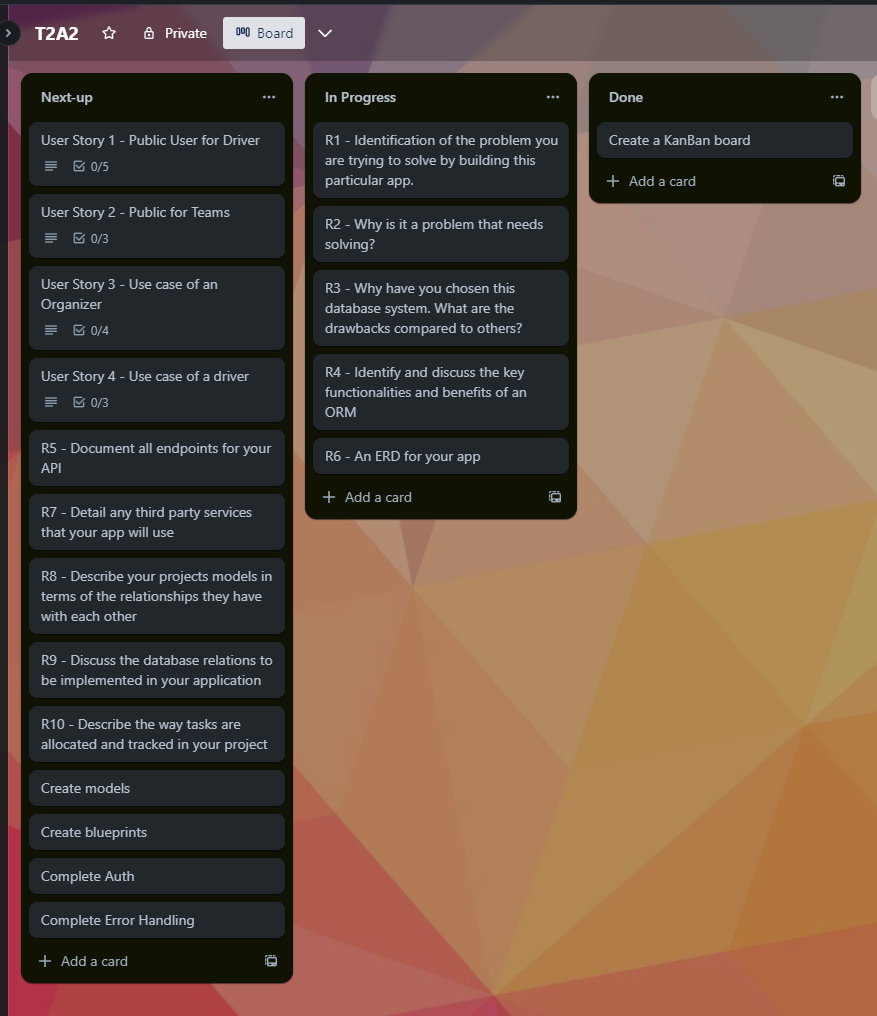 T2A2
Private
Board
Next-up
User Story 1 - Public User for Driver
0/5
User Story 2 - Public for Teams
0/3
User Story 3 - Use case of an
Organizer
0/4
User Story 4 - Use case of a driver
0/3
R5 - Document all endpoints for your
API
R7 - Detail any third party services
that your app will use
R8 - Describe your projects models in
terms of the relationships they have
with each other
R9 - Discuss the database relations to
be implemented in your application
R10 - Describe the way tasks are
allocated and tracked in your project
Create models
Create blueprints
Complete Auth
Complete Error Handling
Add a card
In Progress
R1 - Identification of the problem you
are trying to solve by building this
particular app.
R2 - Why is it a problem that needs
solving?
R3 - Why have you chosen this
database system. What are the
drawbacks compared to others?
R4 - Identify and discuss the key
functionalities and benefits of an
ORM
R6 - An ERD for your app
Add a card
Done
Create a KanBan board
Add a card